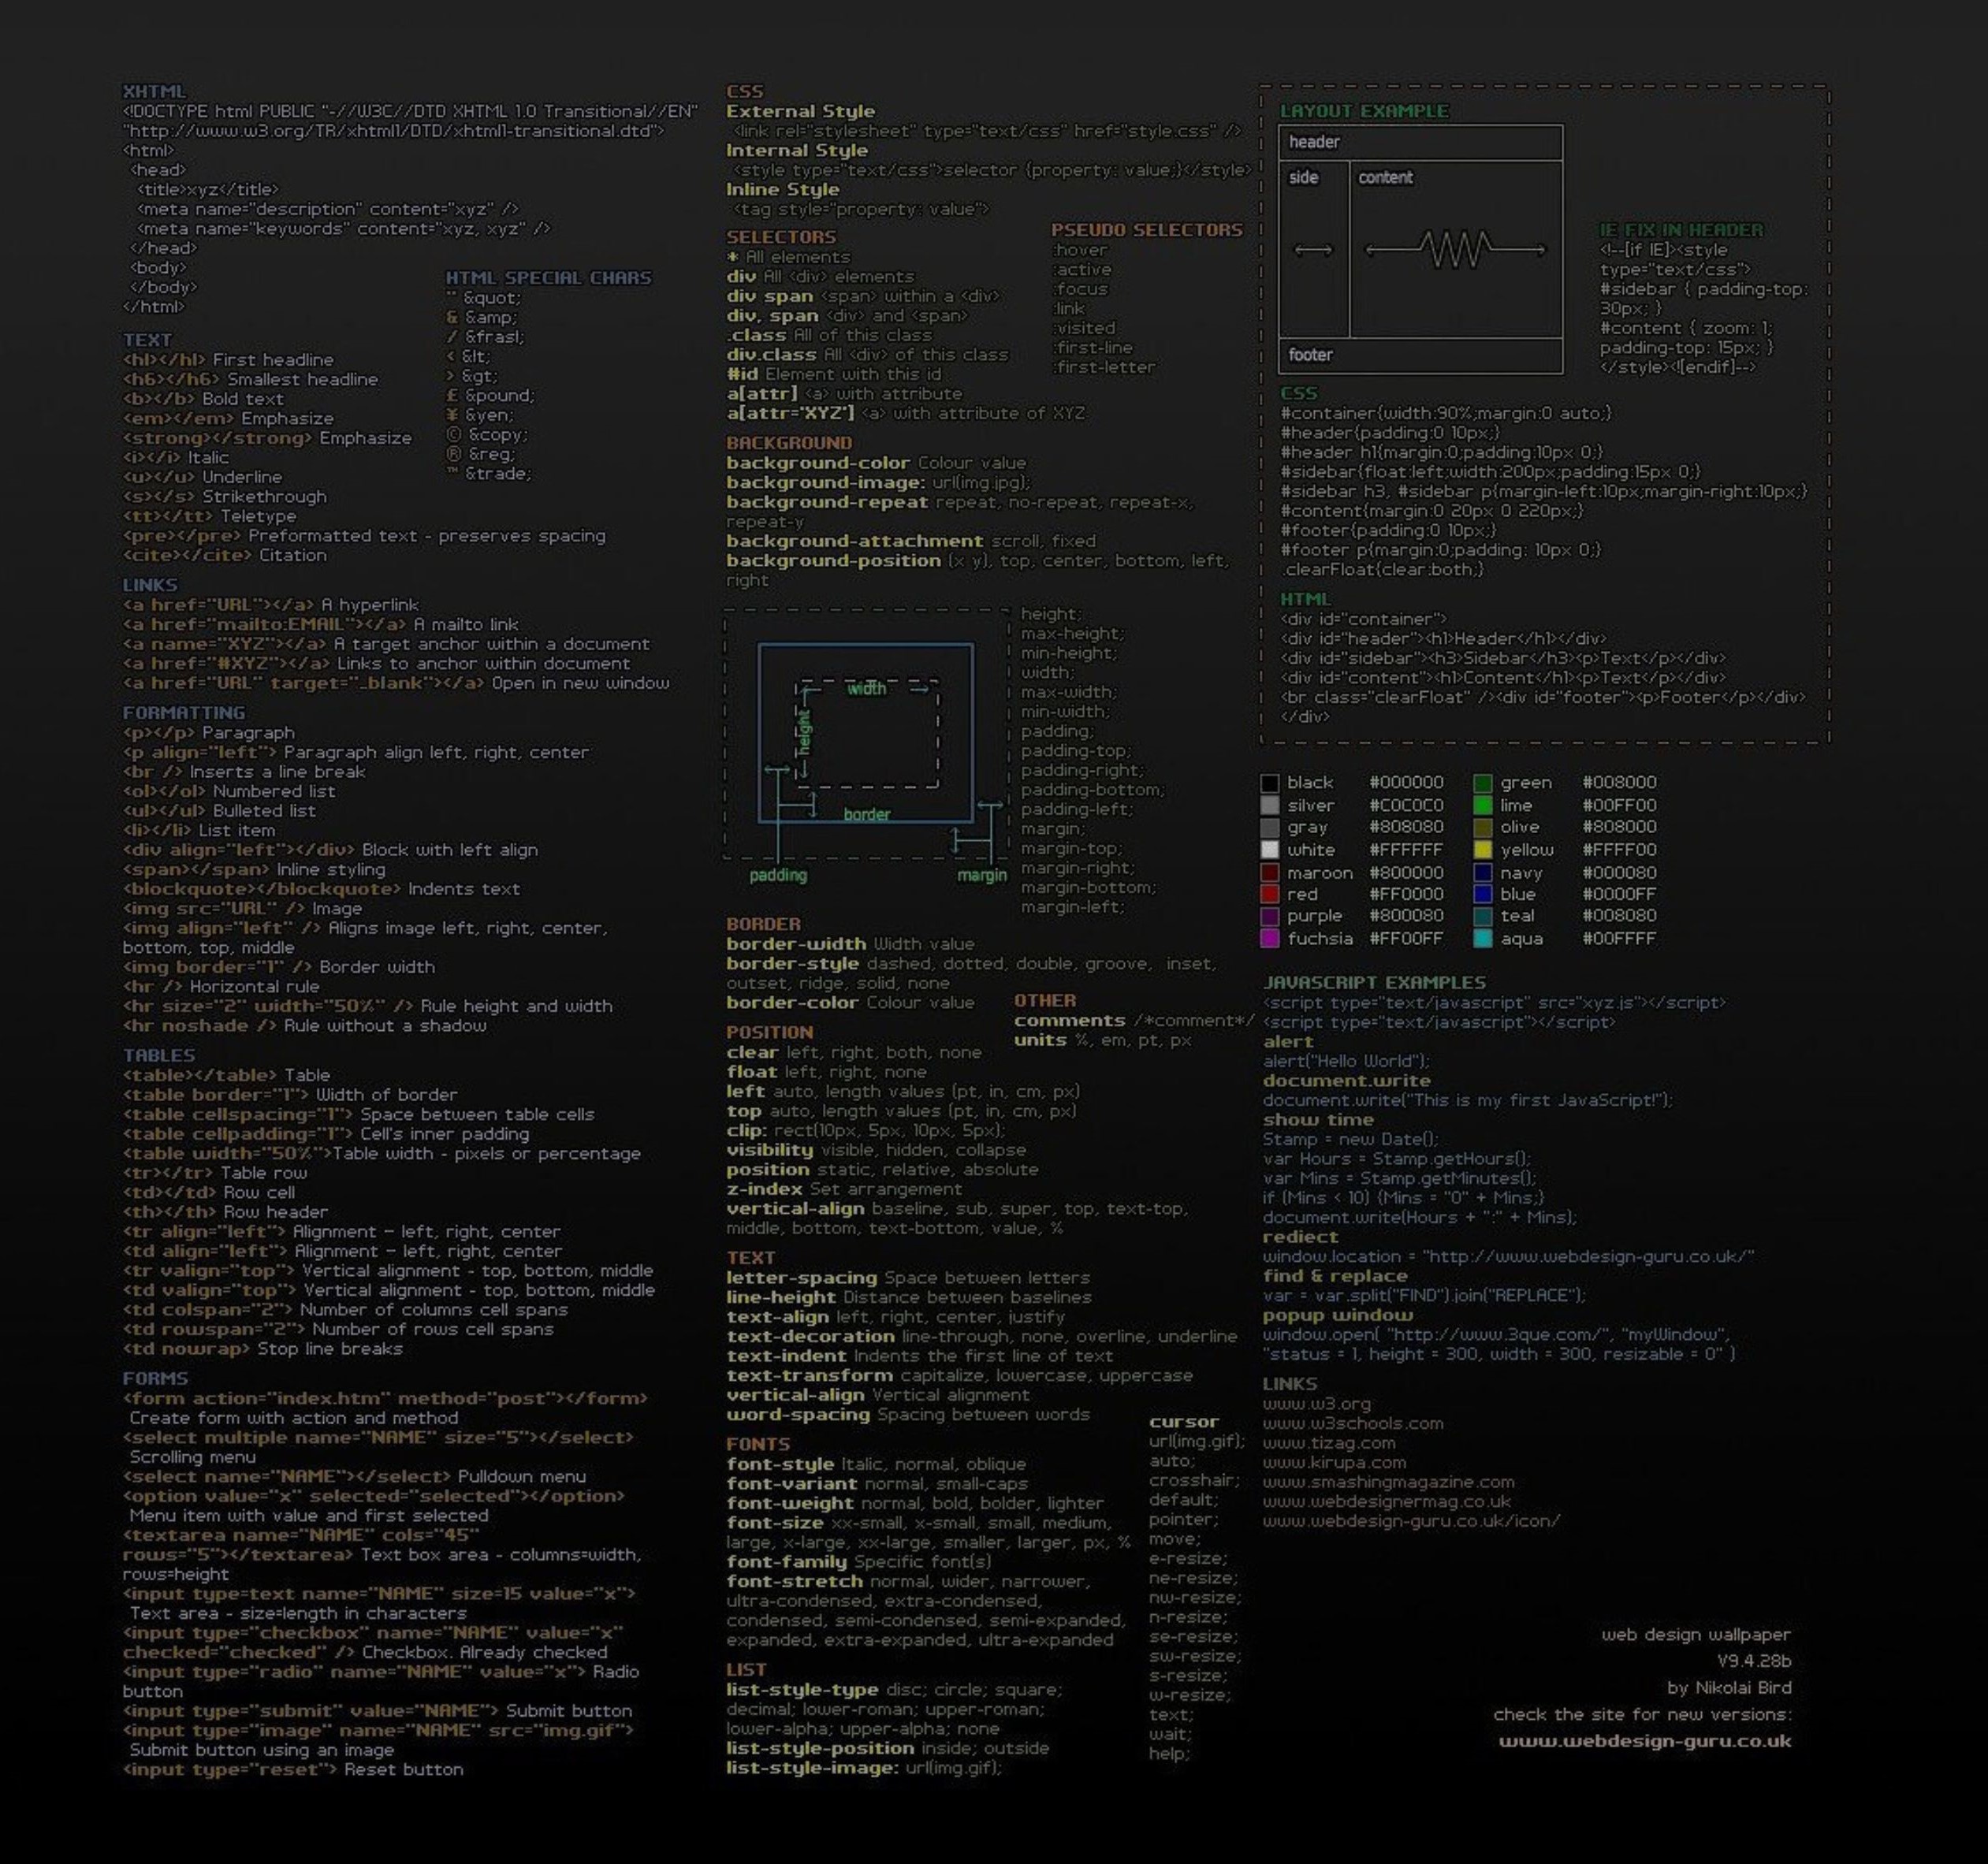 XHTML
<!DOCTYPE html PUBLIC "-//W3C//DTD XHTML 1.0 Transitional//EN"
"http://www.w3.org/TR/xhtml1/DTD/xhtml1-transitional.dtd">
<html>
<head>
<title>xyz</title>
<meta name="description" content="xyz" />
<meta name="keywords" content="xyz, xyz" />
</head>
<body>
</body>
</html>
HTML SPECIAL CHARS
" &quot;
& &amp;
/ &frasl;
< &lt;
> &gt;
£ &pound;
¥ &yen;
© &copy;
® &reg;
™ &trade;
TEXT
<h1></h1> First headline
<h6></h6> Smallest headline
<b></b> Bold text
<em></em> Emphasize
<strong></strong> Emphasize
<i></i> Italic
<u></u> Underline
<s></s> Strikethrough
<tt></tt> Teletype
<pre></pre> Preformatted text - preserves spacing
<cite></cite> Citation
LINKS
<a href="URL"></a> A hyperlink
<a href="mailto:EMAIL"></a> A mailto link
<a name="XYZ"></a> A target anchor within a document
<a href="#XYZ"></a> Links to anchor within document
<a href="URL" target="_blank"></a> Open in new window
FORMATTING
<p></p> Paragraph
<p align="left"> Paragraph align left, right, center
<br /> Inserts a line break
<ol></ol> Numbered list
<ul></ul> Bulleted list
<li></li> List item
<div align="left"></div> Block with left align
<span></span> Inline styling
<blockquote></blockquote> Indents text
<img src="URL" /> Image
<img align="left" /> Aligns image left, right, center,
bottom, top, middle
<img border="1" /> Border width
<hr /> Horizontal rule
<hr size="2" width="50%" /> Rule height and width
<hr noshade /> Rule without a shadow
TABLES
<table></table> Table
<table border="1"> Width of border
<table cellspacing="1"> Space between table cells
<table cellpadding="1"> Cell's inner padding
<table width="50%">Table width - pixels or percentage
<tr></tr> Table row
<td></td> Row cell
<th></th> Row header
<tr align="left"> Alignment – left, right, center
<td align="left"> Alignment – left, right, center
<tr valign="top"> Vertical alignment - top, bottom, middle
<td valign="top"> Vertical alignment - top, bottom, middle
<td colspan="2"> Number of columns cell spans
<td rowspan="2"> Number of rows cell spans
<td nowrap> Stop line breaks
FORMS
<form action="index.htm" method="post"></form>
Create form with action and method
<select multiple name="NAME" size="5"></select>
Scrolling menu
<select name="NAME"></select> Pulldown menu
<option value="x" selected="selected"></option>
Menu item with value and first selected
<textarea name="NAME" cols="45"
rows="5"></textarea> Text box area - columns=width,
rows=height
<input type=text name="NAME" size=15 value="x">
Text area - size=length in characters
<input type="checkbox" name="NAME" value="x"
checked="checked" /> Checkbox. Already checked
<input type="radio" name="NAME" value="x"> Radio
button
<input type="submit" value="NAME"> Submit button
<input type="image" name="NAME" src="img.gif">
Submit button using an image
<input type="reset"> Reset button
CSS
External Style
<link rel="stylesheet" type="text/css" href="style.css" />
Internal Style
<style type="text/css">selector {property: value;}</style>
Inline Style
<tag style="property: value">
SELECTORS
* All elements
div All <div> elements
div span <span> within a <div>
div, span <div> and <span>
.class All of this class
div.class All <div> of this class
#id Element with this id
a[attr] <a> with attribute
a[attr='XYZ'] <a> with attribute of XYZ
PSEUDO SELECTORS
:hover
:active
:focus
:link
:visited
:first-line
:first-letter
BACKGROUND
background-color Colour value
background-image: url(img.jpg);
background-repeat repeat, no-repeat, repeat-x,
repeat-y
background-attachment scroll, fixed
background-position (x y), top, center, bottom, left,
right
width
height
border
padding
margin
height;
max-height;
min-height;
width;
max-width;
min-width;
padding;
padding-top;
padding-right;
padding-bottom;
padding-left;
margin;
margin-top;
margin-right;
margin-bottom;
margin-left;
BORDER
border-width Width value
border-style dashed, dotted, double, groove, inset,
outset, ridge, solid, none
border-color Colour value
OTHER
comments /*comment*/
units %, em, pt, px
POSITION
clear left, right, both, none
float left, right, none
left auto, length values (pt, in, cm, px)
top auto, length values (pt, in, cm, px)
clip: rect(10px, 5px, 10px, 5px);
visibility visible, hidden, collapse
position static, relative, absolute
z-index Set arrangement
vertical-align baseline, sub, super, top, text-top,
middle, bottom, text-bottom, value, %
TEXT
letter-spacing Space between letters
line-height Distance between baselines
text-align left, right, center, justify
text-decoration line-through, none, overline, underline
text-indent Indents the first line of text
text-transform capitalize, lowercase, uppercase
vertical-align Vertical alignment
word-spacing Spacing between words
FONTS
font-style Italic, normal, oblique
font-variant normal, small-caps
font-weight normal, bold, bolder, lighter
font-size xx-small, x-small, small, medium,
large, x-large, xx-large, smaller, larger, px, %
font-family Specific font(s)
font-stretch normal, wider, narrower,
ultra-condensed, extra-condensed,
condensed, semi-condensed, semi-expanded,
expanded, extra-expanded, ultra-expanded
LIST
list-style-type disc; circle; square;
decimal; lower-roman; upper-roman;
lower-alpha; upper-alpha; none
list-style-position inside; outside
list-style-image: url(img.gif);
cursor
url(img.gif);
auto;
crosshair;
default;
pointer;
move;
e-resize;
ne-resize;
nw-resize;
n-resize;
se-resize;
sw-resize;
s-resize;
w-resize;
text;
wait;
help;
LAYOUT EXAMPLE
header
side
content
footer
IE FIX IN HEADER
<!--[if IE]><style
type="text/css">
#sidebar { padding-top:
30px; }
#content { zoom: 1;
padding-top: 15px; }
</style><![endif]-->
CSS
#container{width:90%;margin:0 auto;}
#header{padding:0 10px;}
#header h1{margin:0;padding:10px 0;}
#sidebar{float:left;width:200px;padding:15px 0;}
#sidebar h3, #sidebar p{margin-left:10px;margin-right:10px;}
#content{margin:0 20px 0 220px;}
#footer{padding:0 10px;}
#footer p{margin:0;padding: 10px 0;}
.clearFloat{clear:both;}
HTML
<div id="container">
<div id="header"><h1>Header</h1></div>
<div id="sidebar"><h3>Sidebar</h3><p>Text</p></div>
<div id="content"><h1>Content</h1><p>Text</p></div>
<br class="clearFloat" /><div id="footer"><p>Footer</p></div>
</div>
black #000000 green #008000
silver #C0C0C0 lime #00FF00
gray #808080 olive #808000
white #FFFFFF yellow #FFFF00
maroon #800000 navy #000080
red #FF0000 blue #0000FF
purple #800080 teal #008080
fuchsia #FF00FF aqua #00FFFF
JAVASCRIPT EXAMPLES
<script type="text/javascript" src="xyz.js"></script>
<script type="text/javascript"></script>
alert
alert("Hello World");
document.write
document.write("This is my first JavaScript!");
show time
Stamp = new Date();
var Hours = Stamp.getHours();
var Mins = Stamp.getMinutes();
if (Mins < 10) {Mins = "0" + Mins;}
document.write(Hours + ":" + Mins);
rediect
window.location = "http://www.webdesign-guru.co.uk/"
find & replace
var = var.split("FIND").join("REPLACE");
popup window
window.open( "http://www.3que.com/", "myWindow",
"status = 1, height = 300, width = 300, resizable = 0" )
LINKS
www.w3.org
www.w3schools.com
www.tizag.com
www.kirupa.com
www.smashingmagazine.com
www.webdesignermag.co.uk
www.webdesign-guru.co.uk/icon/
web design wallpaper
V9.4.28b
by Nikolai Bird
check the site for new versions:
www.webdesign-guru.co.uk